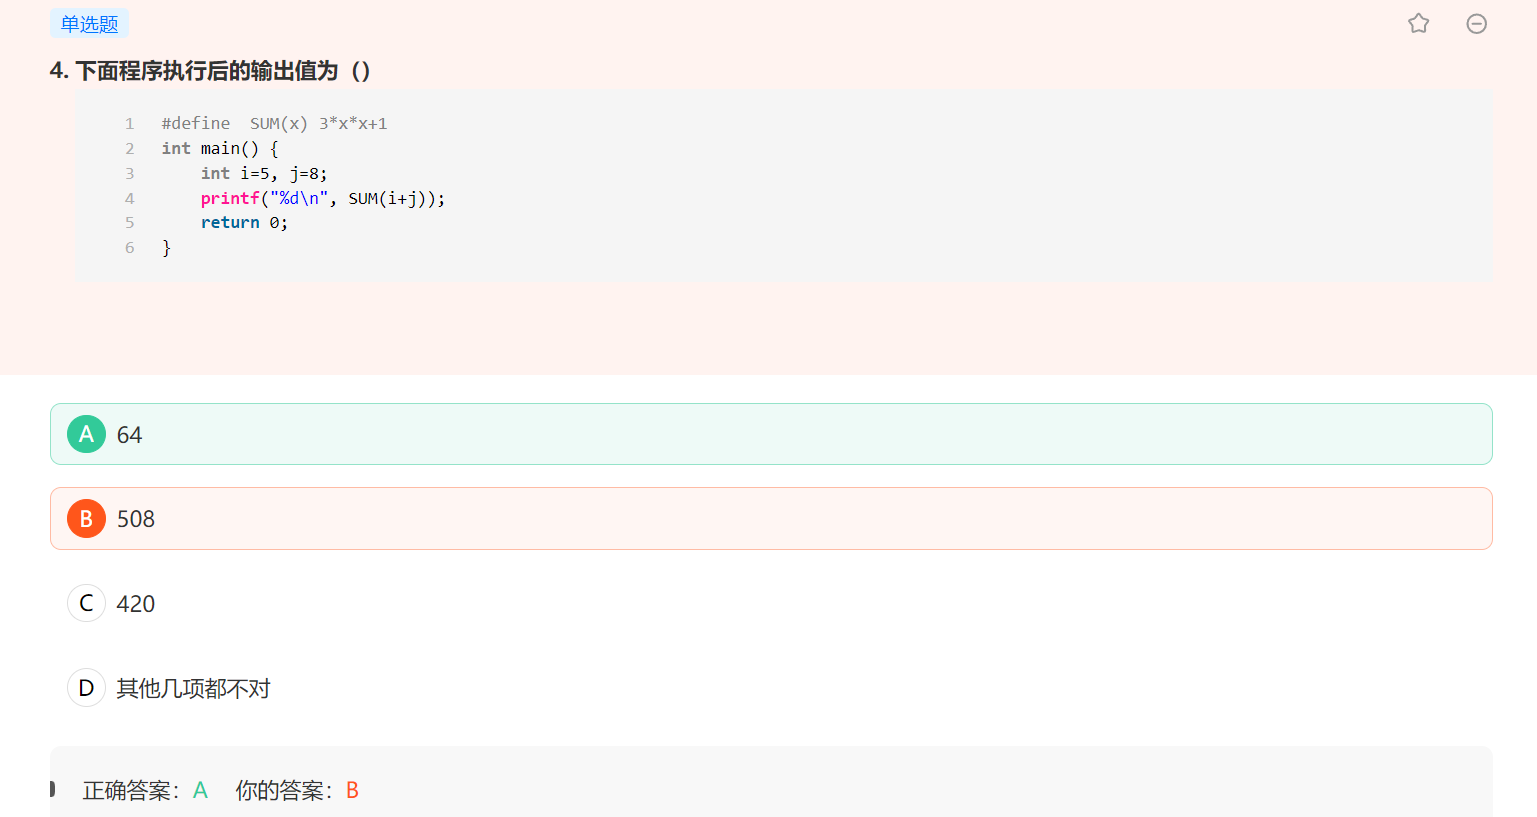 单选题
4. 下面程序执行后的输出值为（）
1 #define  SUM(x) 3*x*x+1
2 int main() {
3     int i=5, j=8;
4     printf("%d\n", SUM(i+j));
5     return 0;
6 }
A 64
B 508
C 420
D 其他几项都不对
正确答案：A 你的答案：B